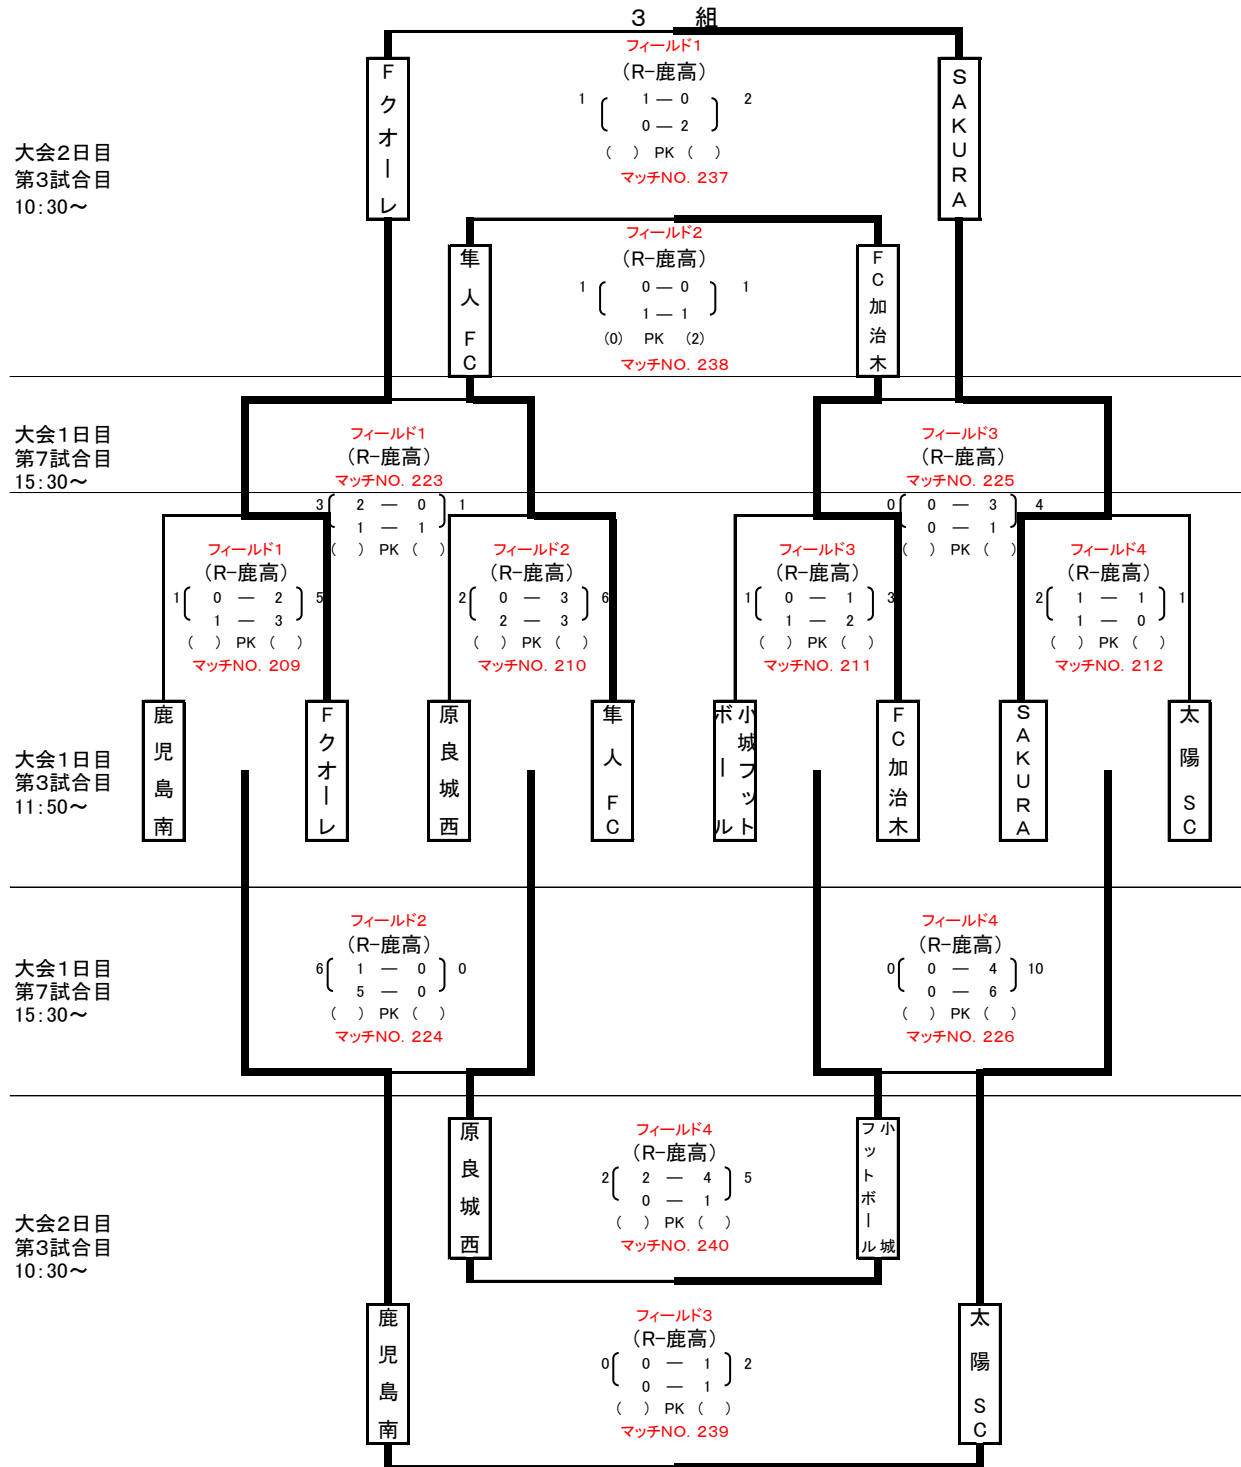 3 組
フィールド1
(R-鹿高)
1 1 — 0 2
0 — 2
( ) PK ( )
マッチNO. 237
Fクオーレ
SAKURA
大会2日目
第3試合目
10:30～
フィールド2
(R-鹿高)
1 0 — 0 1
1 — 1
(0) PK (2)
マッチNO. 238
隼人FC
FC加治木
大会1日目
第7試合目
15:30～
フィールド1
(R-鹿高)
マッチNO. 223
3 2 — 0 1
1 — 1
( ) PK ( )
フィールド3
(R-鹿高)
マッチNO. 225
0 0 — 3 4
0 — 1
( ) PK ( )
フィールド1
(R-鹿高)
1 0 — 2 5
1 — 3
( ) PK ( )
マッチNO. 209
フィールド2
(R-鹿高)
2 0 — 3 6
2 — 3
( ) PK ( )
マッチNO. 210
フィールド3
(R-鹿高)
1 0 — 1 3
1 — 2
( ) PK ( )
マッチNO. 211
フィールド4
(R-鹿高)
2 1 — 1 1
1 — 0
( ) PK ( )
マッチNO. 212
大会1日目
第3試合目
11:50～
鹿児島南
Fクオーレ
原良城西
隼人FC
小城フット
ボール
FC加治木
SAKURA
太陽SC
大会1日目
第7試合目
15:30～
フィールド2
(R-鹿高)
6 1 — 0 0
5 — 0
( ) PK ( )
マッチNO. 224
フィールド4
(R-鹿高)
0 0 — 4 10
0 — 6
( ) PK ( )
マッチNO. 226
大会2日目
第3試合目
10:30～
原良城西
フィールド4
(R-鹿高)
2 2 — 4 5
0 — 1
( ) PK ( )
マッチNO. 240
小城
フットボール
鹿児島南
フィールド3
(R-鹿高)
0 0 — 1 2
0 — 1
( ) PK ( )
マッチNO. 239
太陽SC